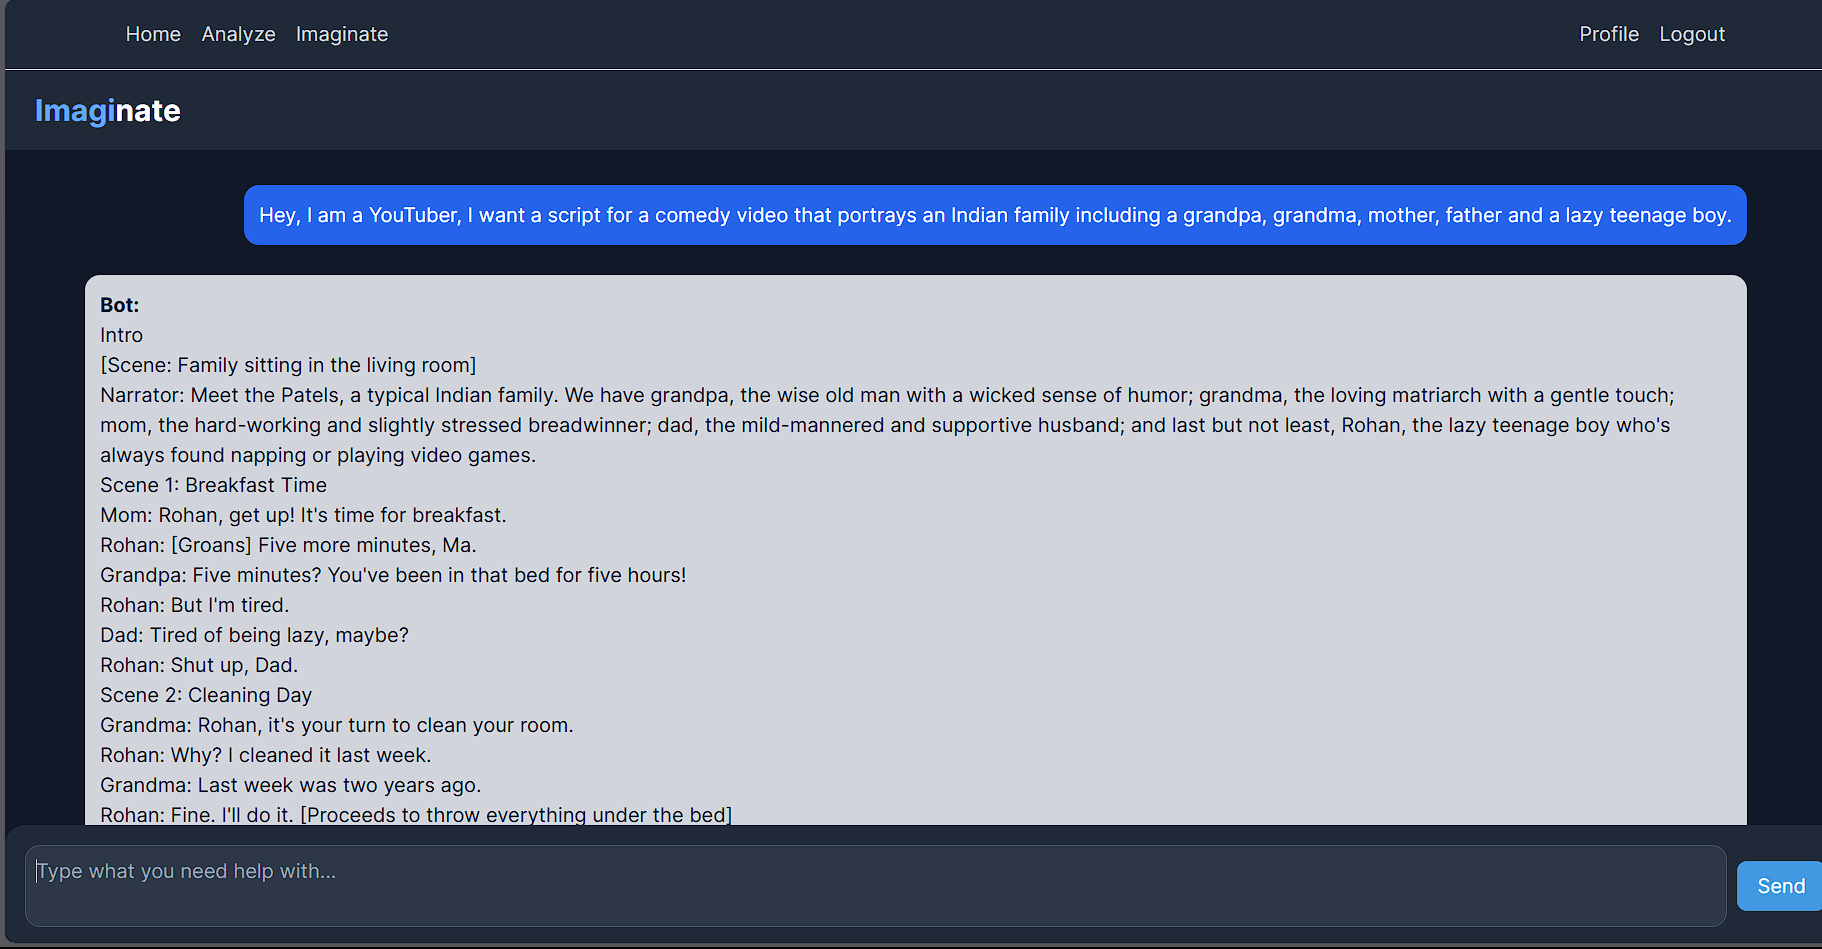 Home Analyze Imaginate Profile Logout
Imaginate
Hey, I am a YouTuber, I want a script for a comedy video that portrays an Indian family including a grandpa, grandma, mother, father and a lazy teenage boy.
Bot:
Intro
[Scene: Family sitting in the living room]
Narrator: Meet the Patels, a typical Indian family. We have grandpa, the wise old man with a wicked sense of humor; grandma, the loving matriarch with a gentle touch;
mom, the hard-working and slightly stressed breadwinner; dad, the mild-mannered and supportive husband; and last but not least, Rohan, the lazy teenage boy who's
always found napping or playing video games.
Scene 1: Breakfast Time
Mom: Rohan, get up! It's time for breakfast.
Rohan: [Groans] Five more minutes, Ma.
Grandpa: Five minutes? You've been in that bed for five hours!
Rohan: But I'm tired.
Dad: Tired of being lazy, maybe?
Rohan: Shut up, Dad.
Scene 2: Cleaning Day
Grandma: Rohan, it's your turn to clean your room.
Rohan: Why? I cleaned it last week.
Grandma: Last week was two years ago.
Rohan: Fine. I'll do it. [Proceeds to throw everything under the bed]
Type what you need help with...
Send